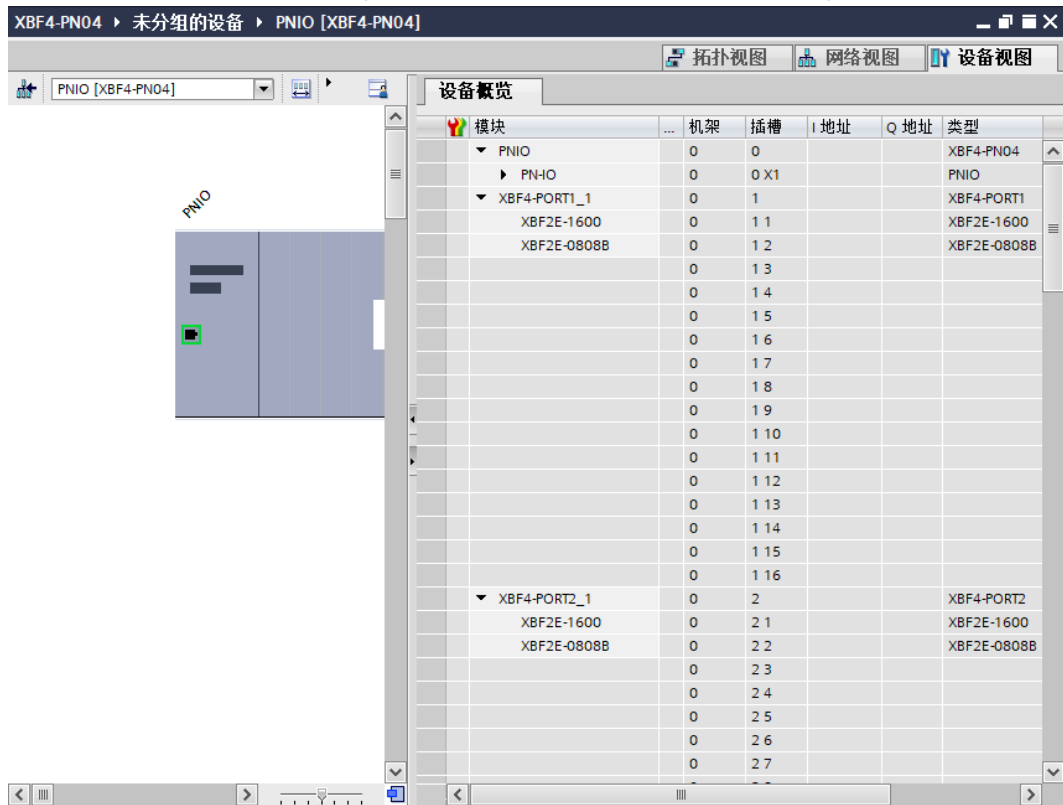 XBF4-PN04 ▸ 未分组的设备 ▸ PNIO [XBF4-PN04]
拓扑视图 网络视图 设备视图
PNIO [XBF4-PN04]
PNIO
设备概览
模块 ... 机架 插槽 I 地址 Q 地址 类型
PNIO 0 0 XBF4-PN04
PN-IO 0 0 X1 PNIO
XBF4-PORT1_1 0 1 XBF4-PORT1
XBF2E-1600 0 1 1 XBF2E-1600
XBF2E-0808B 0 1 2 XBF2E-0808B
0 1 3
0 1 4
0 1 5
0 1 6
0 1 7
0 1 8
0 1 9
0 1 10
0 1 11
0 1 12
0 1 13
0 1 14
0 1 15
0 1 16
XBF4-PORT2_1 0 2 XBF4-PORT2
XBF2E-1600 0 2 1 XBF2E-1600
XBF2E-0808B 0 2 2 XBF2E-0808B
0 2 3
0 2 4
0 2 5
0 2 6
0 2 7